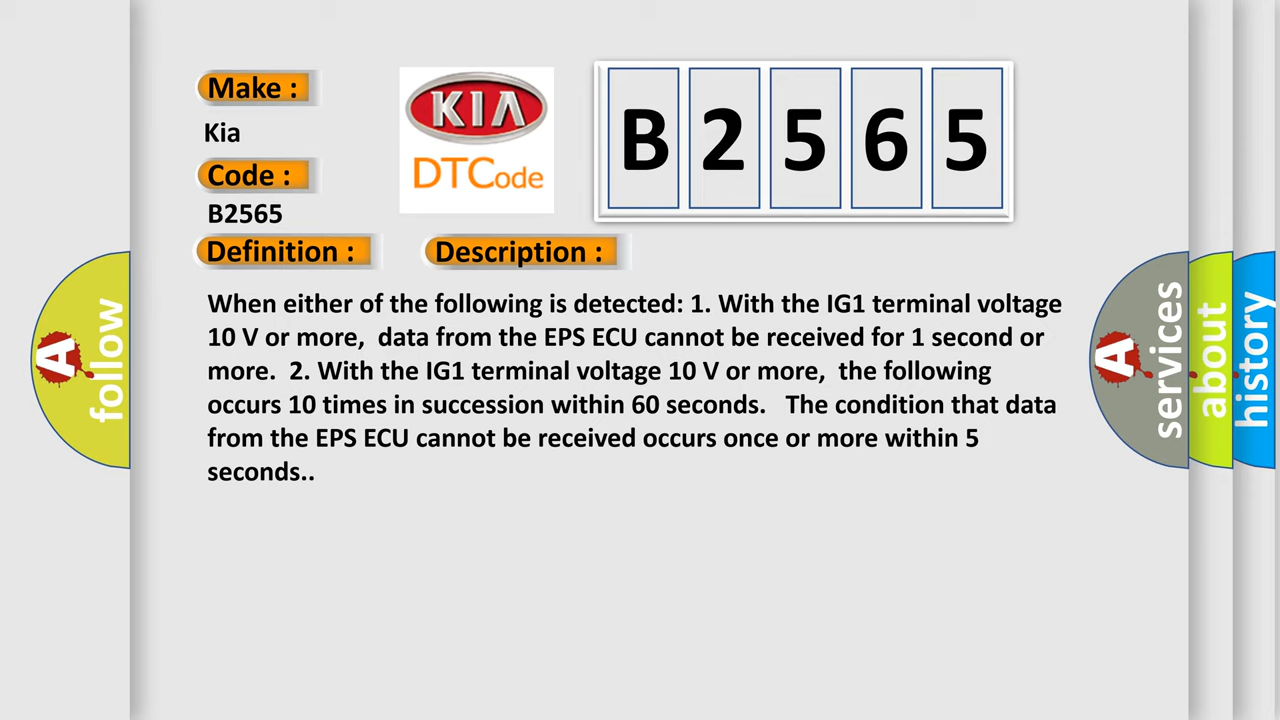 Make :
Kia
Code :
B2565
Definition :
Description :
KIA
DTCode
B 2 5 6 5
When either of the following is detected: 1. With the IG1 terminal voltage
10 V or more,  data from the EPS ECU cannot be received for 1 second or
more.  2. With the IG1 terminal voltage 10 V or more,  the following
occurs 10 times in succession within 60 seconds.   The condition that data
from the EPS ECU cannot be received occurs once or more within 5
seconds..
A follow
A services
about
history